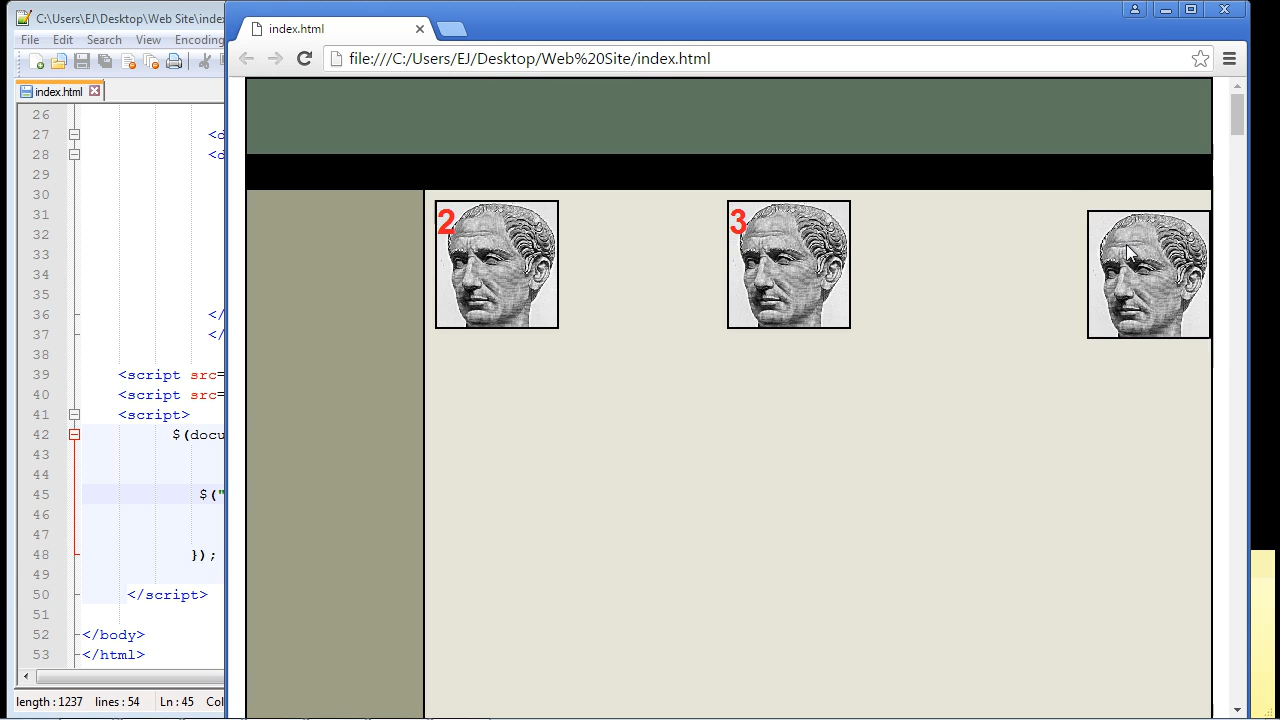 C:\Users\EJ\Desktop\Web Site\inde
File Edit Search View Encoding
index.html
26
27 <d
28 <d
29
30
31
32
33
34
35
36 </
37 </
38
39 <script src=
40 <script src=
41 <script>
42 $(docu
43
44
45 $("
46
47
48 });
49
50 </script>
51
52 </body>
53 </html>
length : 1237 lines : 54 Ln : 45 Col
index.html
file:///C:/Users/EJ/Desktop/Web%20Site/index.html
2
3